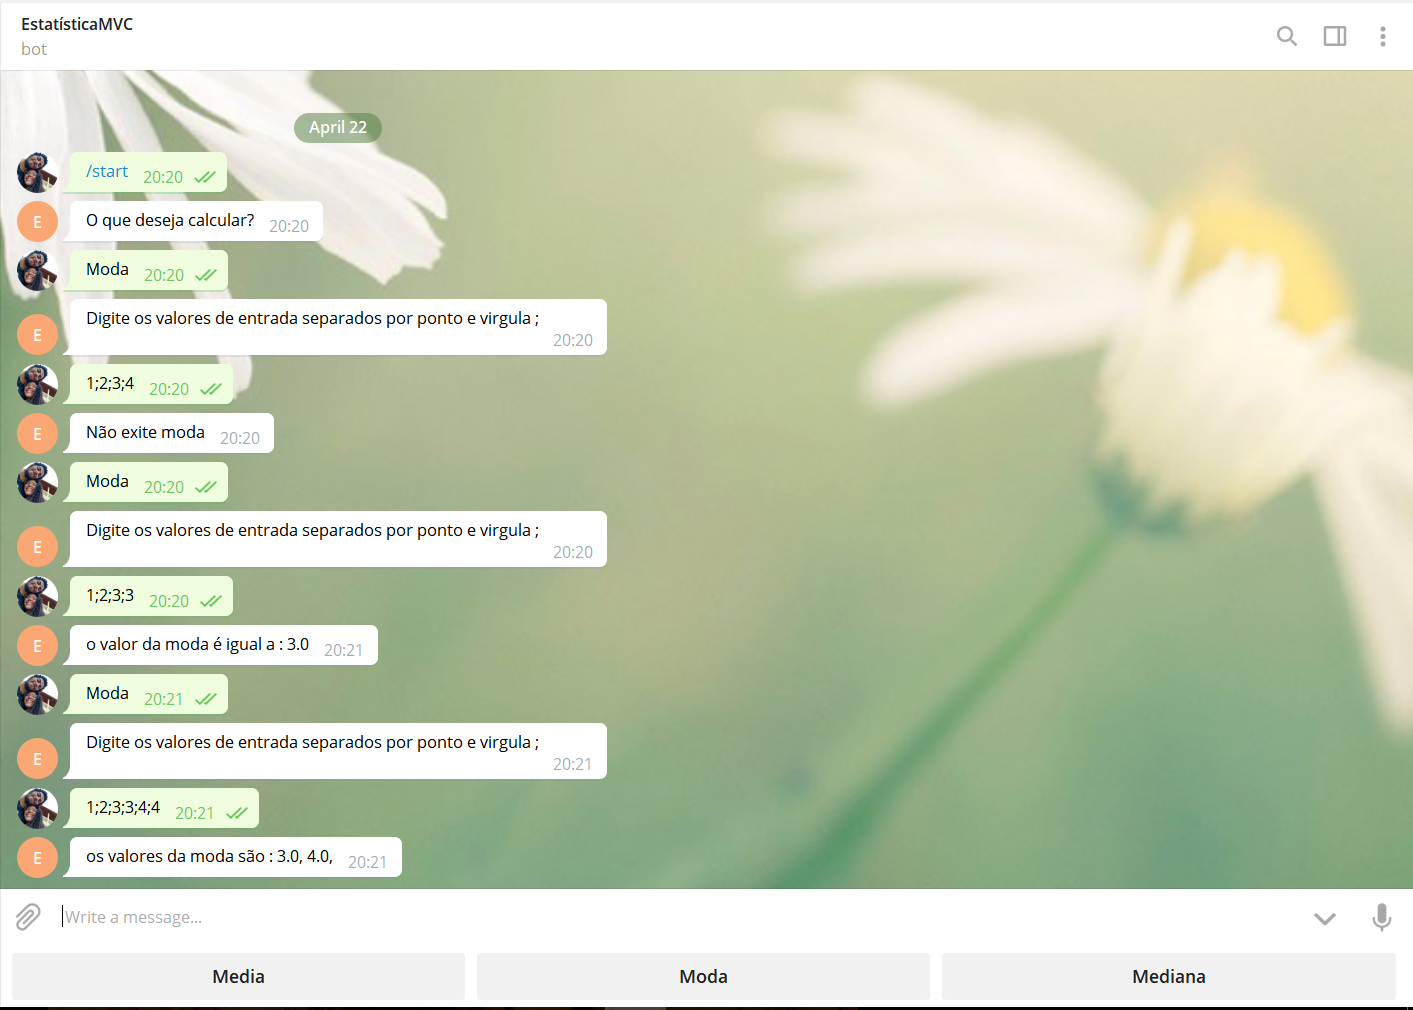 EstatísticaMVC
bot
April 22
/start 20:20
E
O que deseja calcular? 20:20
Moda 20:20
E
Digite os valores de entrada separados por ponto e virgula ;
20:20
1;2;3;4 20:20
E
Não exite moda 20:20
Moda 20:20
E
Digite os valores de entrada separados por ponto e virgula ;
20:20
1;2;3;3 20:20
E
o valor da moda é igual a : 3.0 20:21
Moda 20:21
E
Digite os valores de entrada separados por ponto e virgula ;
20:21
1;2;3;3;4;4 20:21
E
os valores da moda são : 3.0, 4.0, 20:21
Write a message...
Media
Moda
Mediana